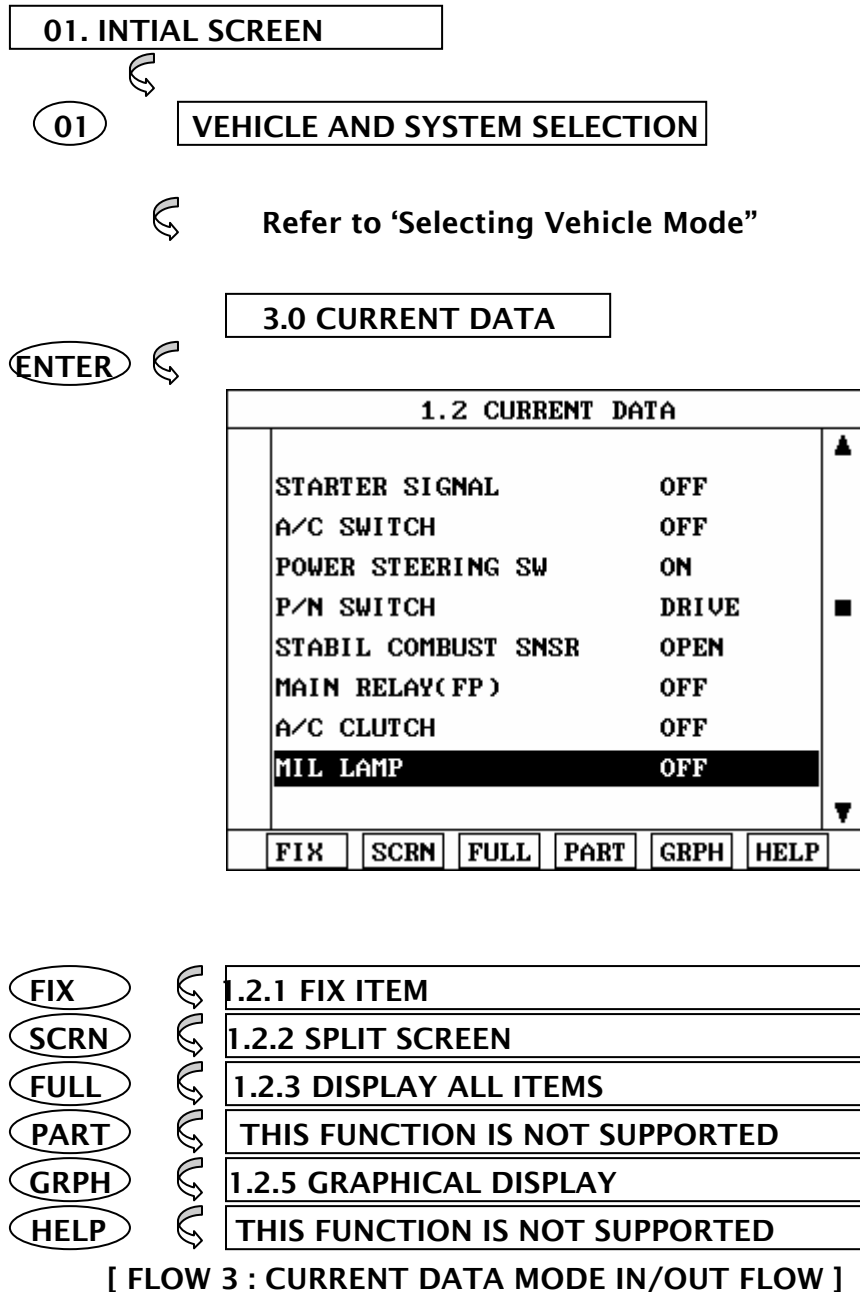 01. INTIAL SCREEN
01 VEHICLE AND SYSTEM SELECTION
Refer to ‘Selecting Vehicle Mode”
3.0 CURRENT DATA
ENTER
1.2 CURRENT DATA
STARTER SIGNAL OFF
A/C SWITCH OFF
POWER STEERING SW ON
P/N SWITCH DRIVE
STABIL COMBUST SNSR OPEN
MAIN RELAY(FP) OFF
A/C CLUTCH OFF
MIL LAMP OFF
FIX SCRN FULL PART GRPH HELP
FIX 1.2.1 FIX ITEM
SCRN 1.2.2 SPLIT SCREEN
FULL 1.2.3 DISPLAY ALL ITEMS
PART THIS FUNCTION IS NOT SUPPORTED
GRPH 1.2.5 GRAPHICAL DISPLAY
HELP THIS FUNCTION IS NOT SUPPORTED
[ FLOW 3 : CURRENT DATA MODE IN/OUT FLOW ]